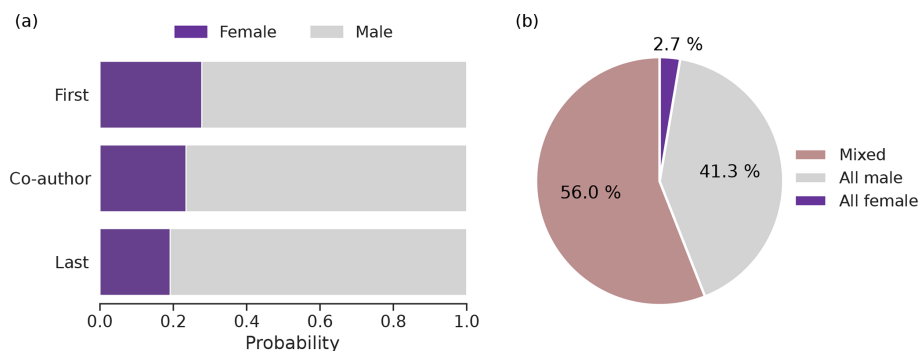 (a)
Female
Male
First
Co-author
Last
0.0
0.2
0.4
0.6
0.8
1.0
Probability
(b)
2.7 %
41.3 %
56.0 %
Mixed
All male
All female